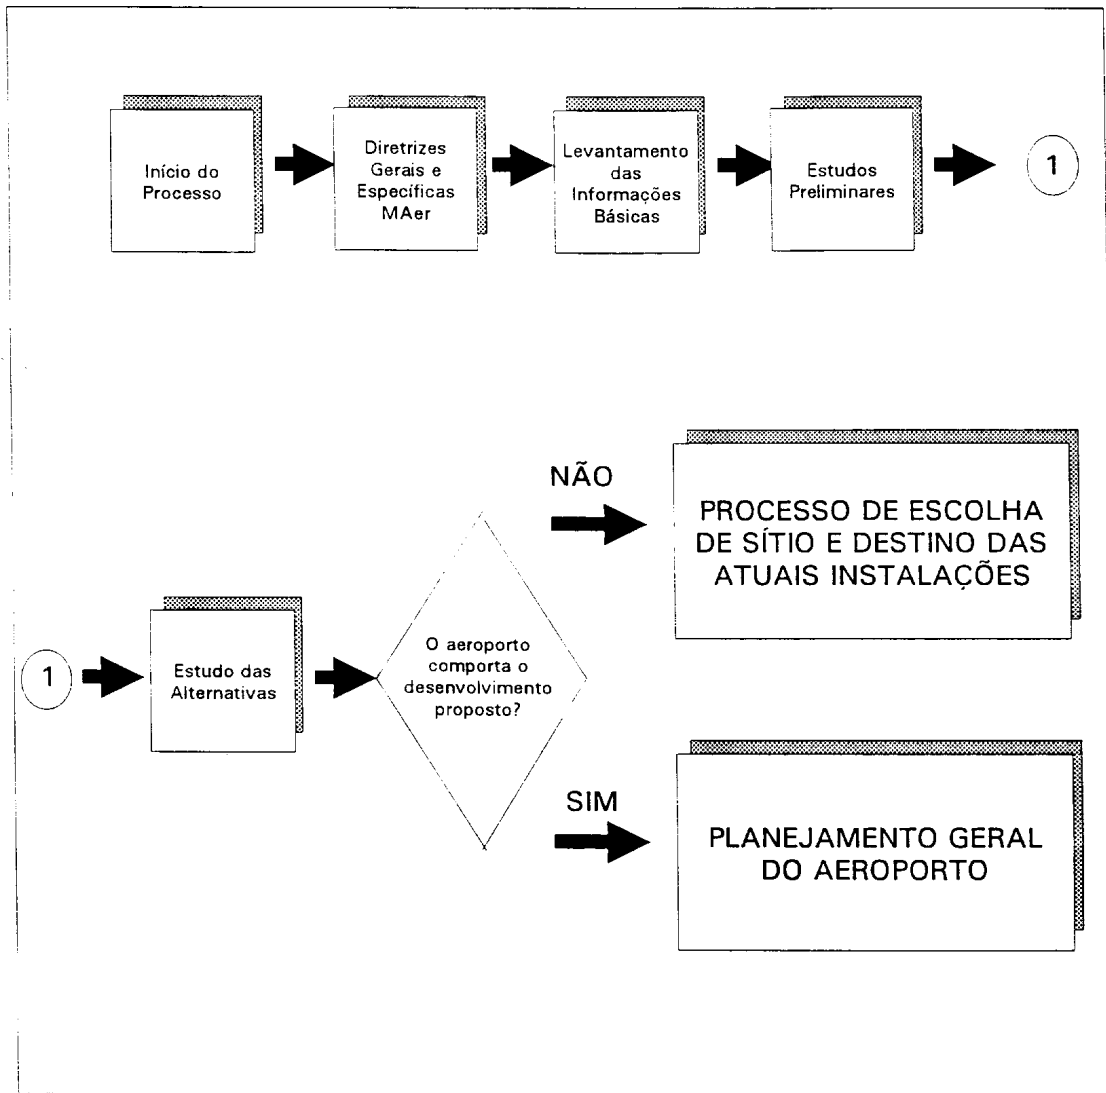 Início do
Processo
Diretrizes
Gerais e
Específicas
MAer
Levantamento
das
Informações
Básicas
Estudos
Preliminares
1
1
Estudo das
Alternativas
O aeroporto
comporta o
desenvolvimento
proposto?
NÃO
PROCESSO DE ESCOLHA
DE SÍTIO E DESTINO DAS
ATUAIS INSTALAÇÕES
SIM
PLANEJAMENTO GERAL
DO AEROPORTO